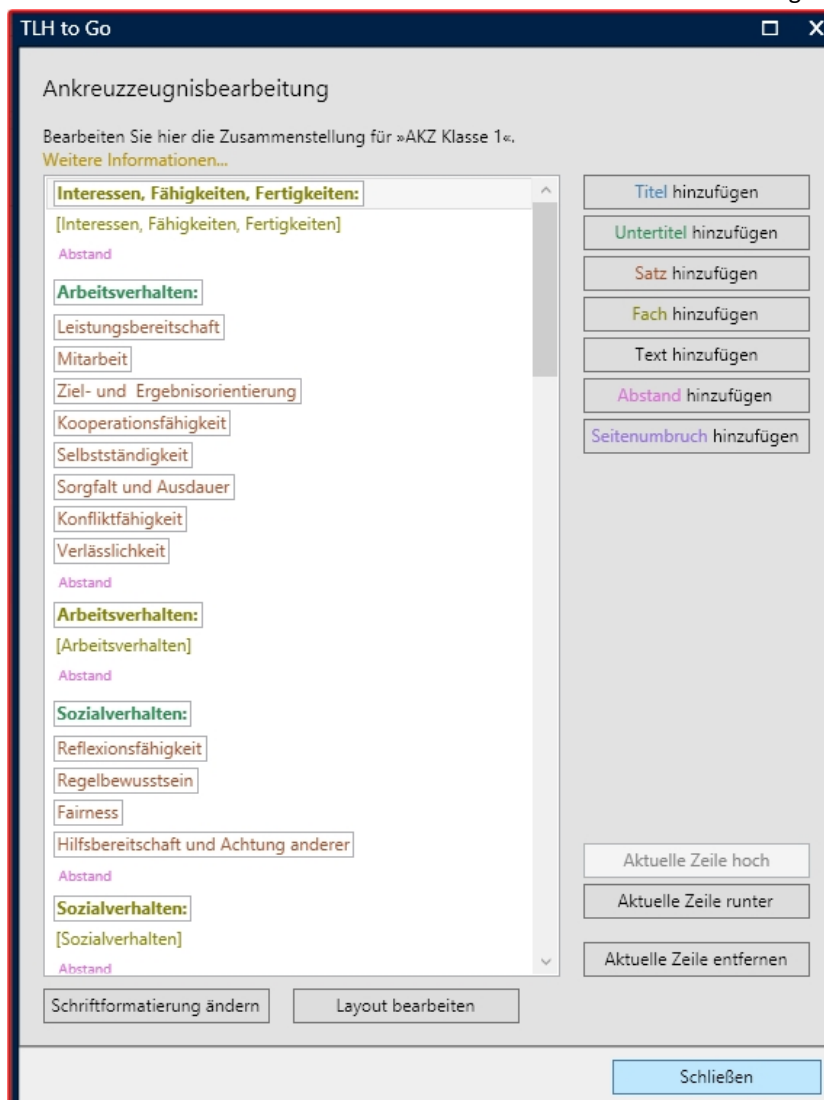 TLH to Go
Ankreuzzeugnisbearbeitung
Bearbeiten Sie hier die Zusammenstellung für »AKZ Klasse 1«.
Weitere Informationen...
Interessen, Fähigkeiten, Fertigkeiten:
[Interessen, Fähigkeiten, Fertigkeiten]
Abstand
Arbeitsverhalten:
Leistungsbereitschaft
Mitarbeit
Ziel- und  Ergebnisorientierung
Kooperationsfähigkeit
Selbstständigkeit
Sorgfalt und Ausdauer
Konfliktfähigkeit
Verlässlichkeit
Abstand
Arbeitsverhalten:
[Arbeitsverhalten]
Abstand
Sozialverhalten:
Reflexionsfähigkeit
Regelbewusstsein
Fairness
Hilfsbereitschaft und Achtung anderer
Abstand
Sozialverhalten:
[Sozialverhalten]
Abstand
Titel hinzufügen
Untertitel hinzufügen
Satz hinzufügen
Fach hinzufügen
Text hinzufügen
Abstand hinzufügen
Seitenumbruch hinzufügen
Aktuelle Zeile hoch
Aktuelle Zeile runter
Aktuelle Zeile entfernen
Schriftformatierung ändern
Layout bearbeiten
Schließen